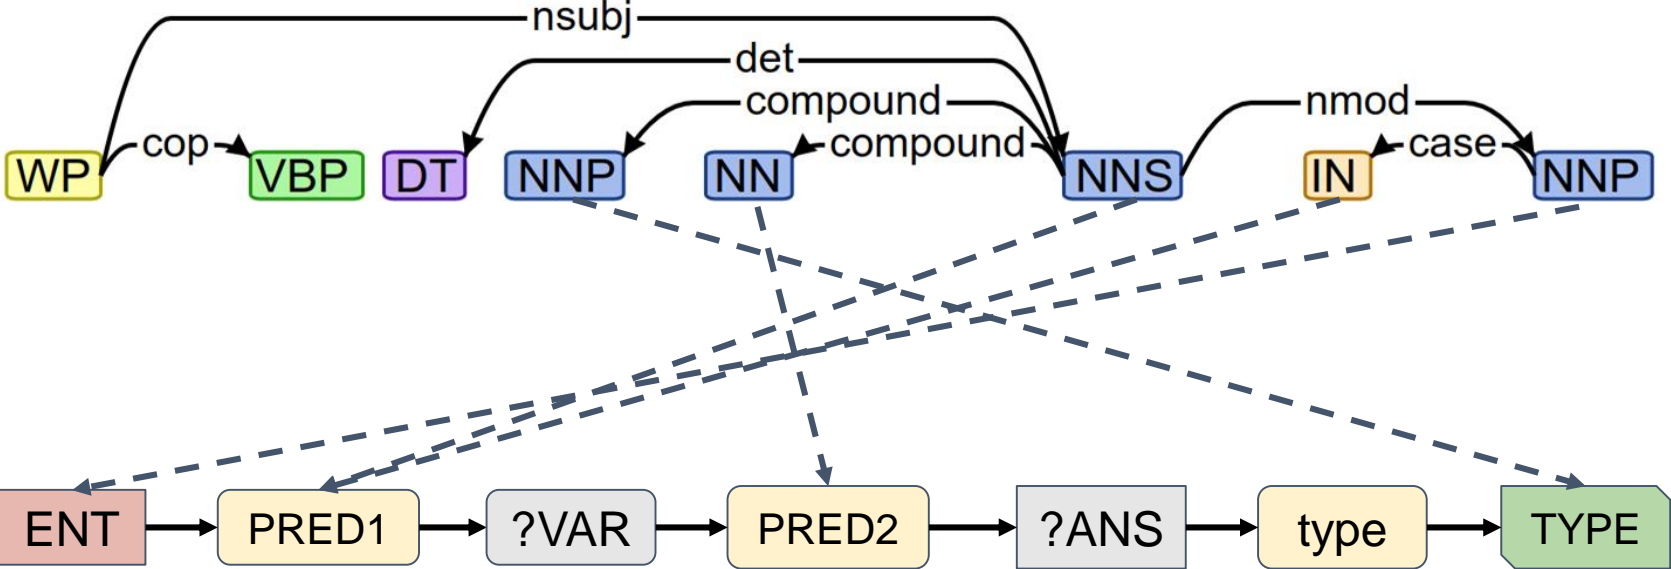 nsubj
det
compound nmod
cop compound case
WP VBP DT NNP NN NNS IN NNP
ENT PRED1 ?VAR PRED2 ?ANS type TYPE